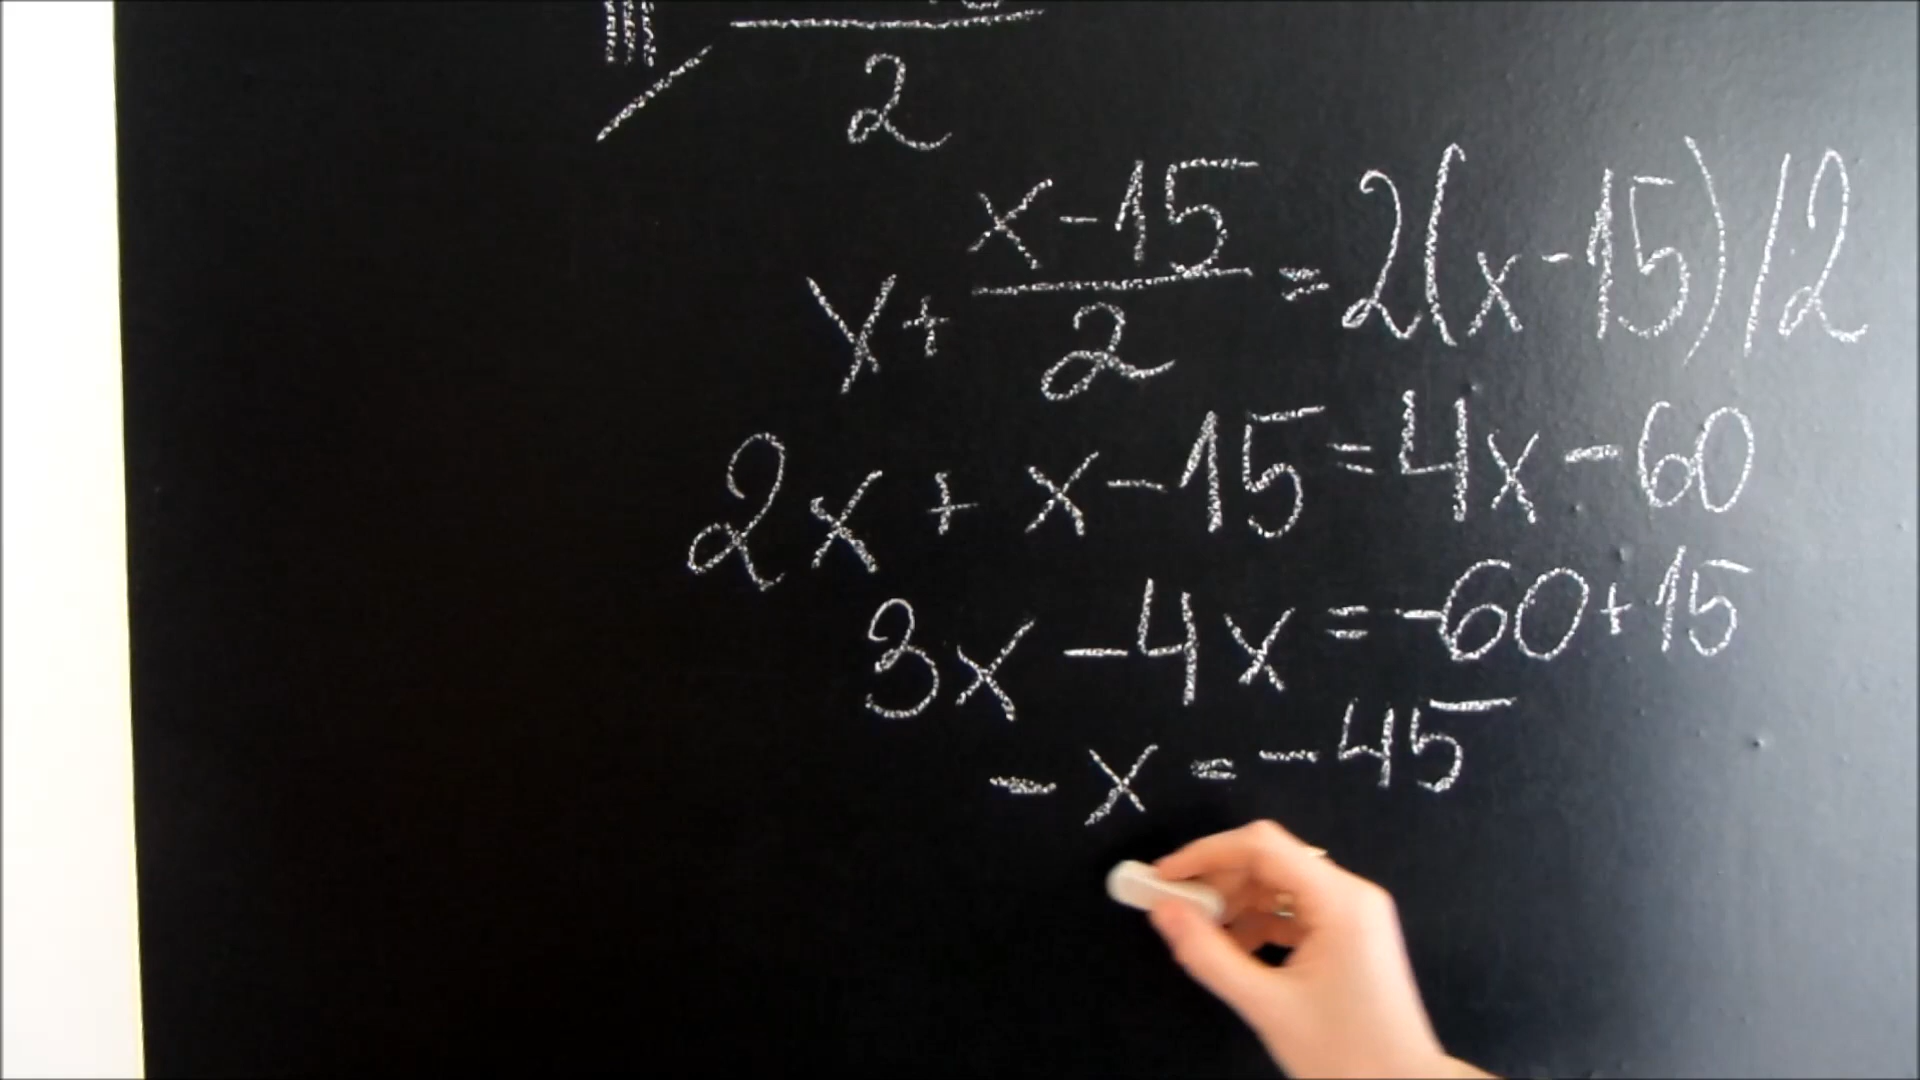 2
x + x-15/2 = 2(x-15) /2
2x + x-15 = 4x-60
3x-4x = -60+15
-x = -45